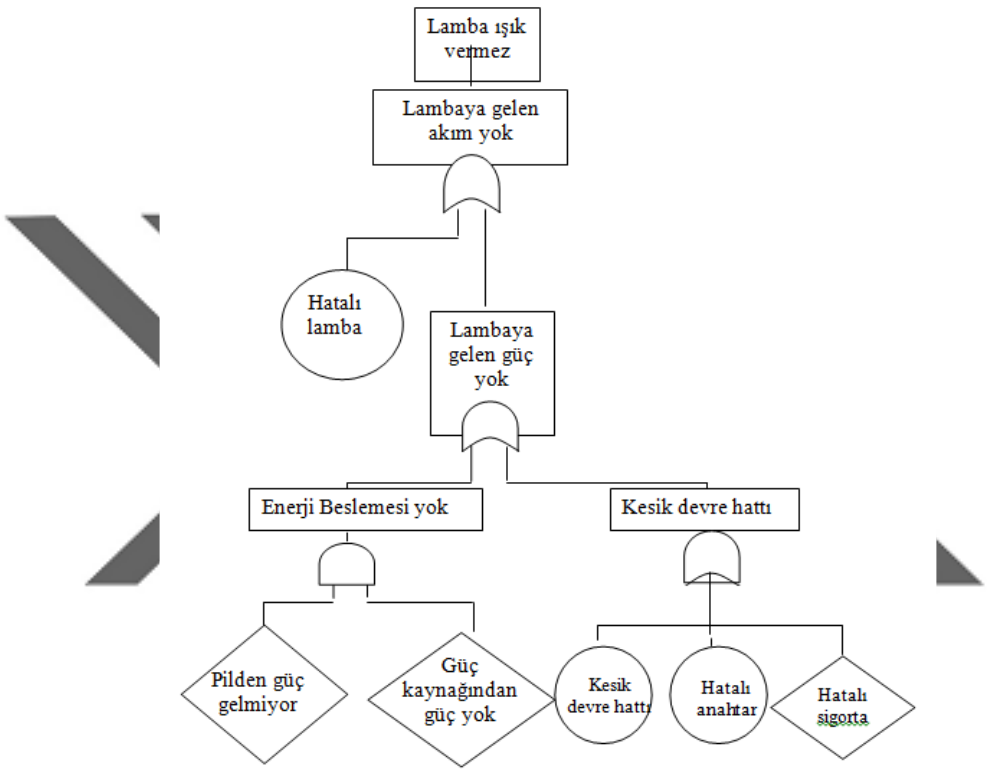 Lamba ışık
vermez
Lambaya gelen
akım yok
Hatalı
lamba
Lambaya
gelen güç
yok
Enerji Beslemesi yok
Kesik devre hattı
Pilden güç
gelmiyor
Güç
kaynağından
güç yok
Kesik
devre hattı
Hatalı
anahtar
Hatalı
sigorta